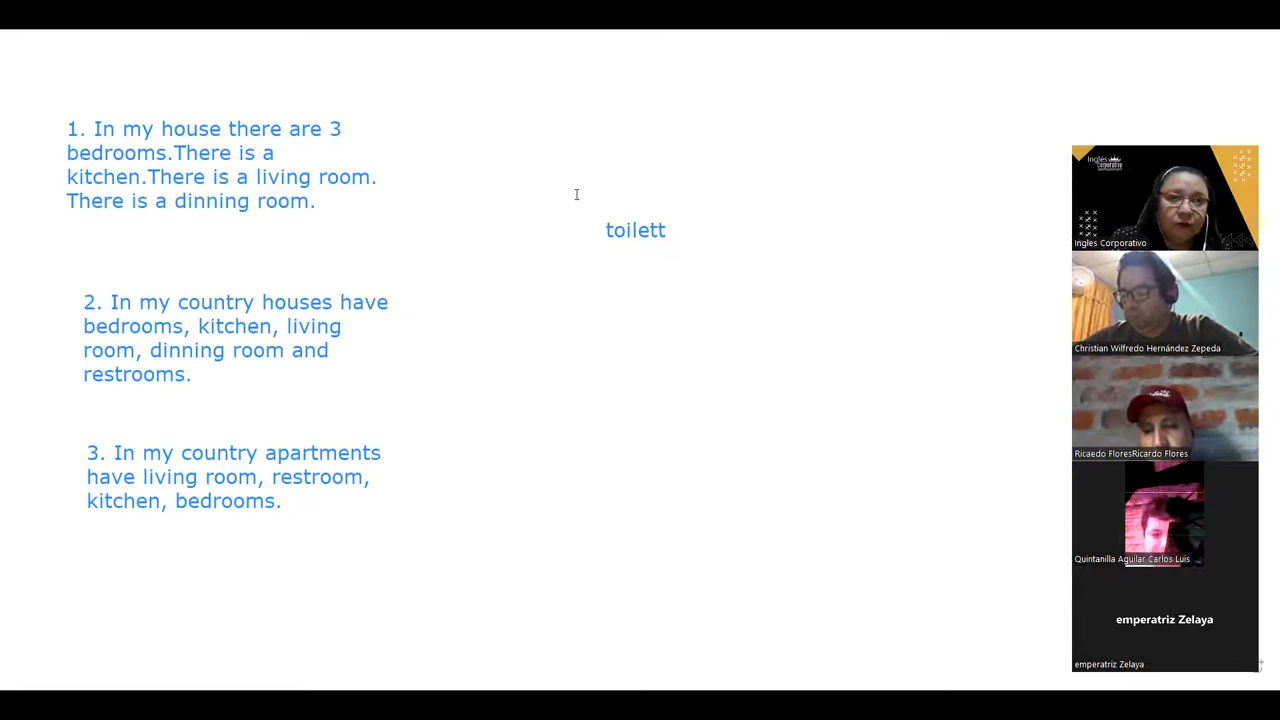 1. In my house there are 3
bedrooms.There is a
kitchen.There is a living room.
There is a dinning room.
toilett
2. In my country houses have
bedrooms, kitchen, living
room, dinning room and
restrooms.
3. In my country apartments
have living room, restroom,
kitchen, bedrooms.
Inglés
Corporativo
Ingles Corporativo
Christian Wilfredo Hernández Zepeda
Ricaedo FloresRicardo Flores
Quintanilla Aguilar Carlos Luis
emperatriz Zelaya
emperatriz Zelaya